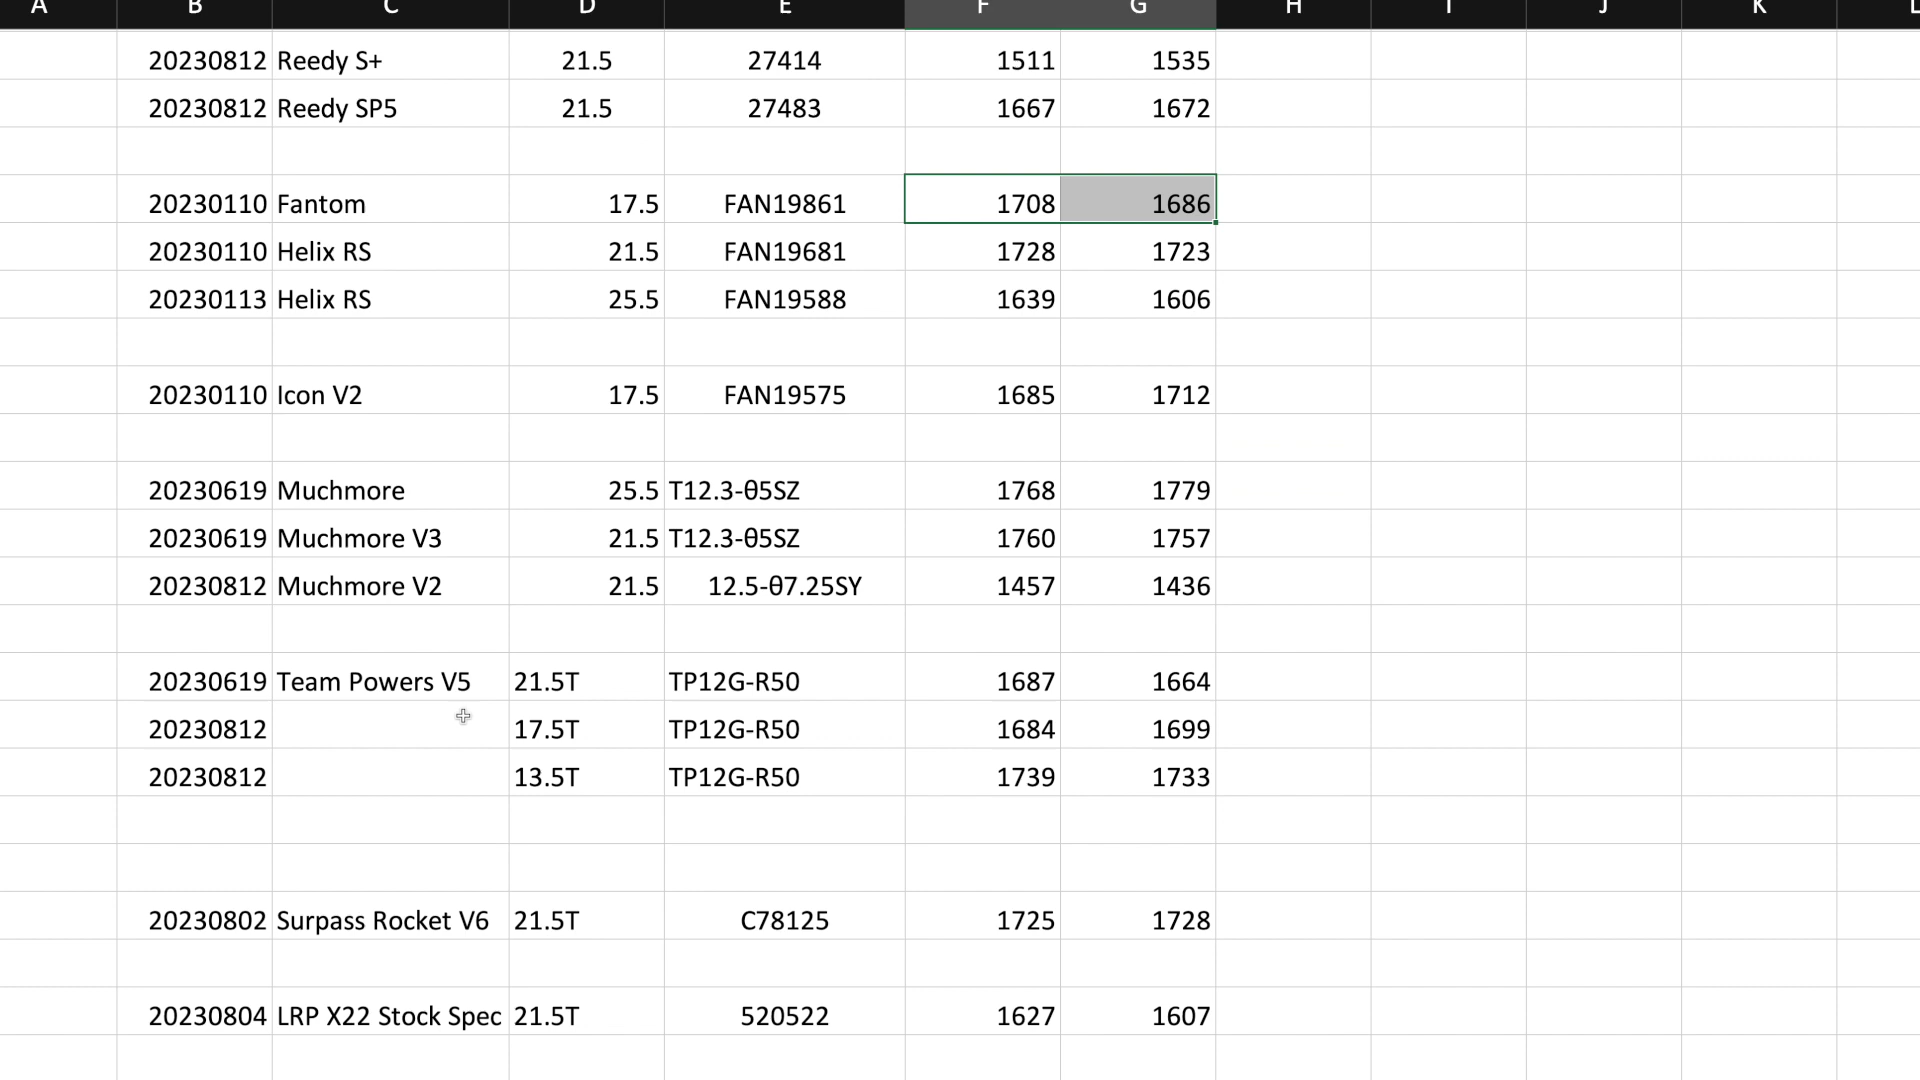 A B C D E F G H I J K L
20230812 Reedy S+ 21.5 27414 1511 1535
20230812 Reedy SP5 21.5 27483 1667 1672
20230110 Fantom 17.5 FAN19861 1708 1686
20230110 Helix RS 21.5 FAN19681 1728 1723
20230113 Helix RS 25.5 FAN19588 1639 1606
20230110 Icon V2 17.5 FAN19575 1685 1712
20230619 Muchmore 25.5 T12.3-θ5SZ 1768 1779
20230619 Muchmore V3 21.5 T12.3-θ5SZ 1760 1757
20230812 Muchmore V2 21.5 12.5-θ7.25SY 1457 1436
20230619 Team Powers V5 21.5T TP12G-R50 1687 1664
20230812 17.5T TP12G-R50 1684 1699
20230812 13.5T TP12G-R50 1739 1733
20230802 Surpass Rocket V6 21.5T C78125 1725 1728
20230804 LRP X22 Stock Spec 21.5T 520522 1627 1607